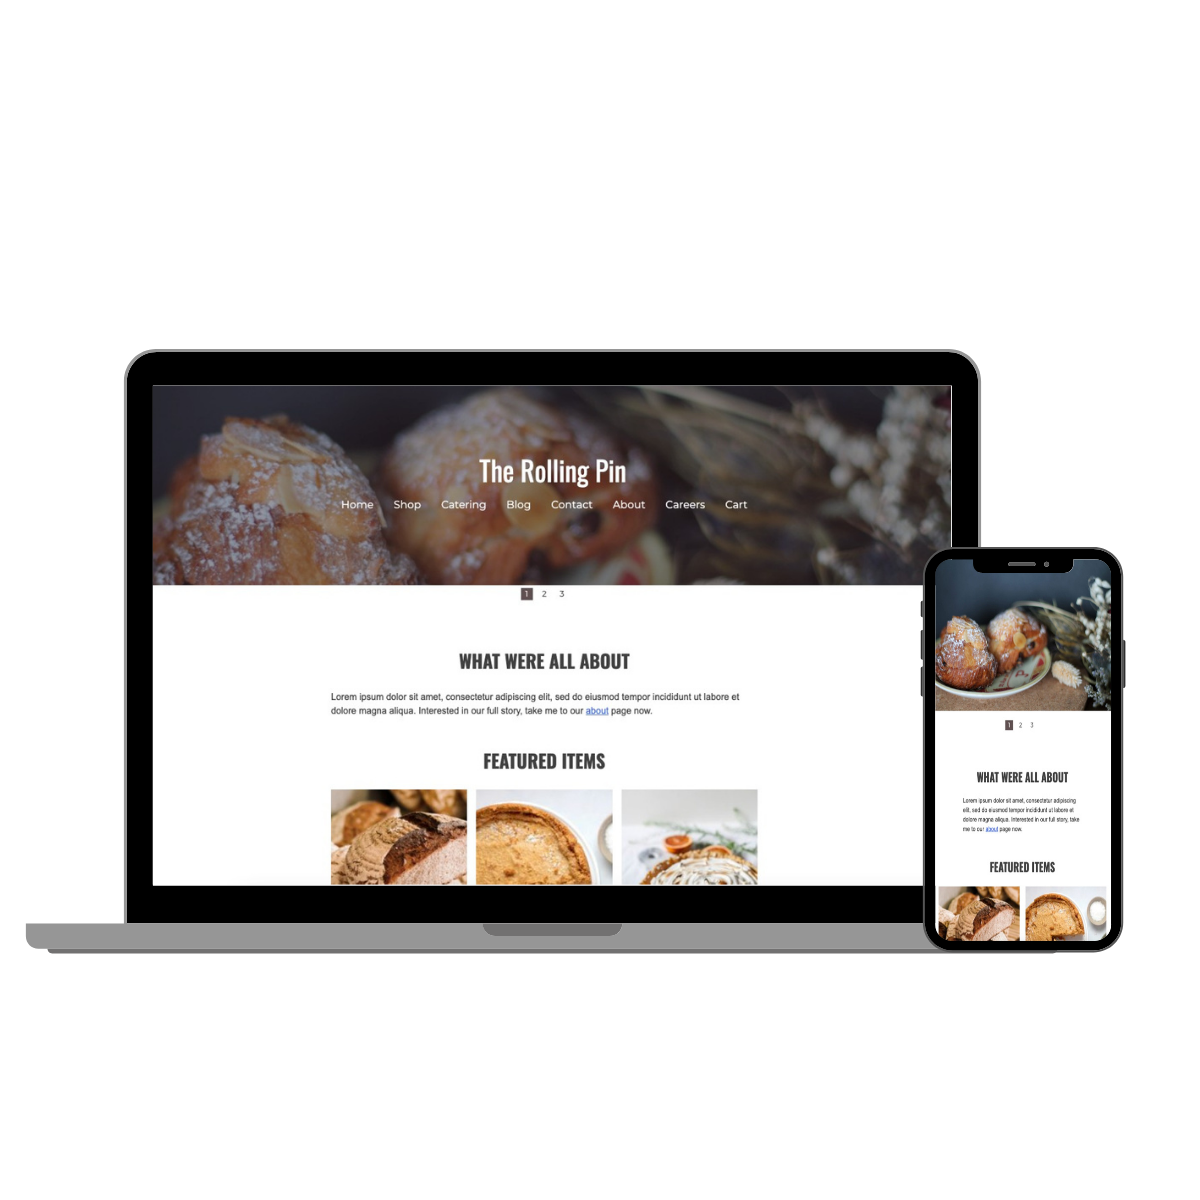 The Rolling Pin
Home Shop Catering Blog Contact About Careers Cart
1 2 3
WHAT WERE ALL ABOUT
Lorem ipsum dolor sit amet, consectetur adipiscing elit, sed do eiusmod tempor incididunt ut labore et
dolore magna aliqua. Interested in our full story, take me to our about page now.
FEATURED ITEMS
1 2 3
WHAT WERE ALL ABOUT
Lorem ipsum dolor sit amet, consectetur adipiscing
elit, sed do eiusmod tempor incididunt ut labore et
dolore magna aliqua. Interested in our full story, take
me to our about page now.
FEATURED ITEMS